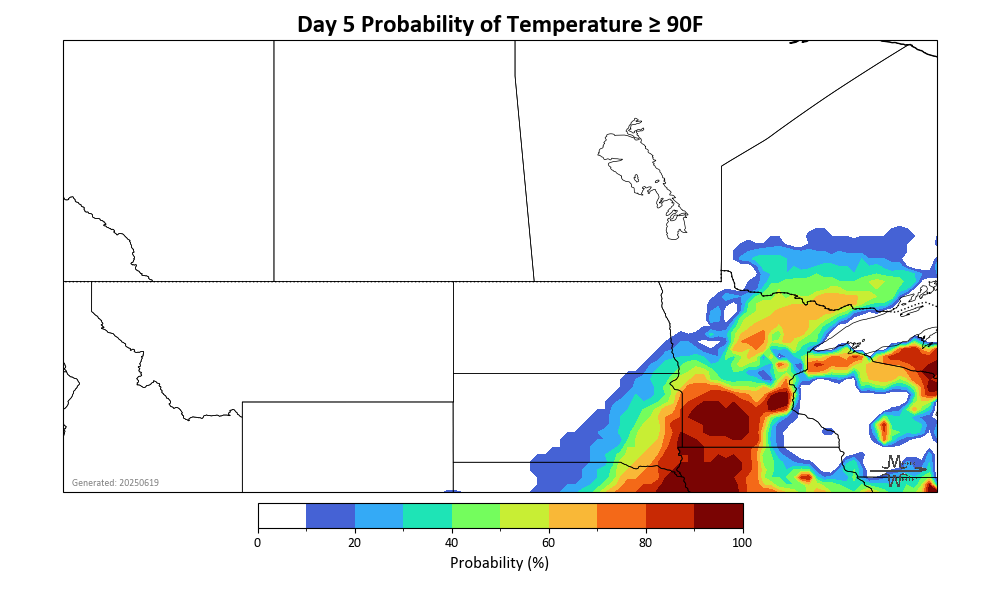 Day 5 Probability of Temperature ≥ 90F
Generated: 20250619
0 20 40 60 80 100
Probability (%)